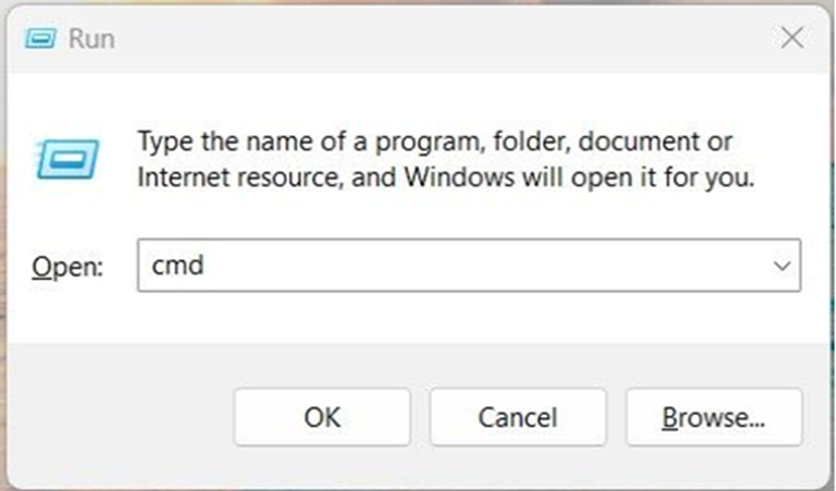 Run
Type the name of a program, folder, document or
Internet resource, and Windows will open it for you.
Open: cmd
OK Cancel Browse...